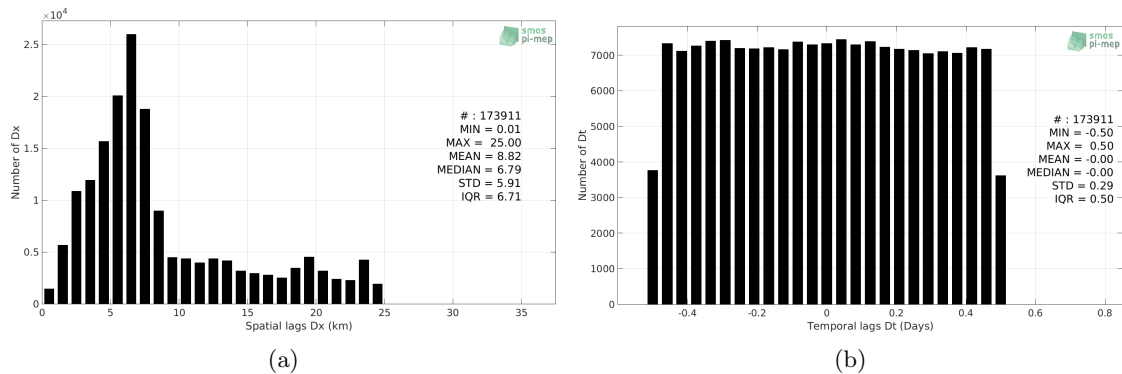 ×10⁴
2.5
2
1.5
1
0.5
0
0 5 10 15 20 25 30 35
Number of Dx
Spatial lags Dx (km)
smos
pi-mep
# : 173911
MIN = 0.01
MAX = 25.00
MEAN = 8.82
MEDIAN = 6.79
STD = 5.91
IQR = 6.71
(a)
7000
6000
5000
4000
3000
2000
1000
0
-0.4 -0.2 0 0.2 0.4 0.6 0.8
Number of Dt
Temporal lags Dt (Days)
smos
pi-mep
# : 173911
MIN = -0.50
MAX = 0.50
MEAN = -0.00
MEDIAN = -0.00
STD = 0.29
IQR = 0.50
(b)